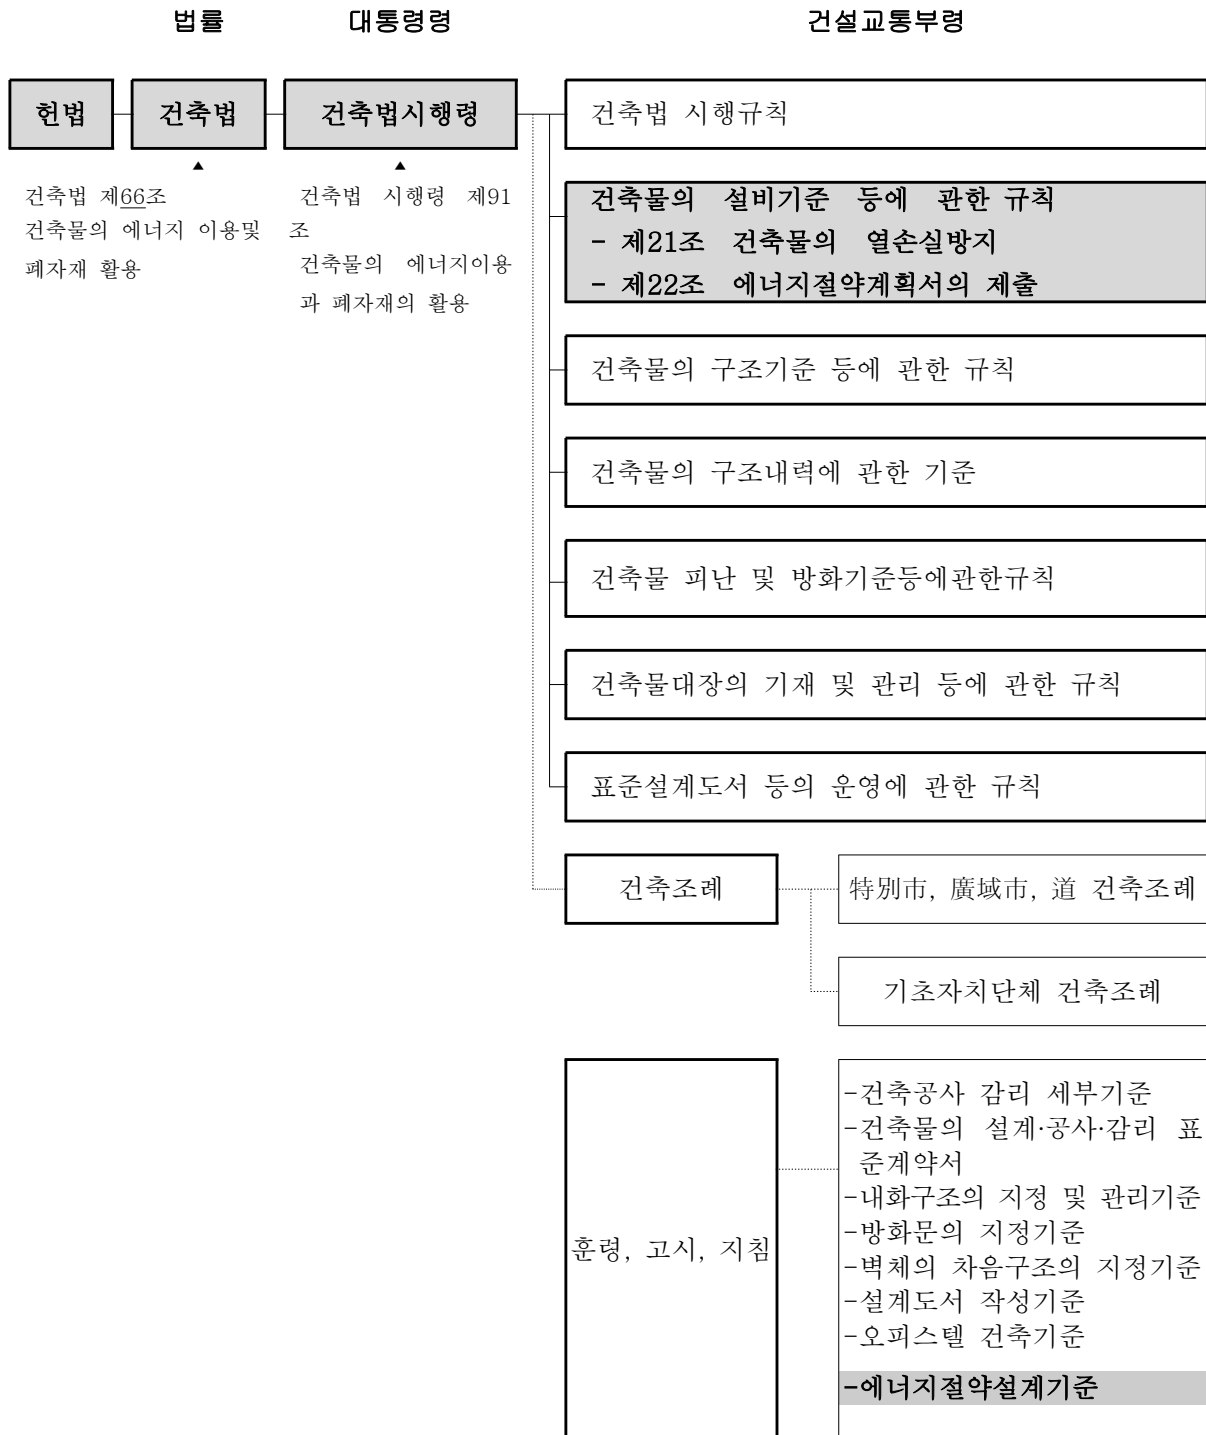 법률 대통령령 건설교통부령
헌법 건축법 건축법시행령 건축법 시행규칙
건축법 제66조
건축물의 에너지 이용및
폐자재 활용
건축법 시행령 제91
조
건축물의 에너지이용
과 폐자재의 활용
건축물의 설비기준 등에 관한 규칙
- 제21조 건축물의 열손실방지
- 제22조 에너지절약계획서의 제출
건축물의 구조기준 등에 관한 규칙
건축물의 구조내력에 관한 기준
건축물 피난 및 방화기준등에관한규칙
건축물대장의 기재 및 관리 등에 관한 규칙
표준설계도서 등의 운영에 관한 규칙
건축조례
特別市, 廣域市, 道 건축조례
기초자치단체 건축조례
훈령, 고시, 지침
-건축공사 감리 세부기준
-건축물의 설계·공사·감리 표
준계약서
-내화구조의 지정 및 관리기준
-방화문의 지정기준
-벽체의 차음구조의 지정기준
-설계도서 작성기준
-오피스텔 건축기준
-에너지절약설계기준